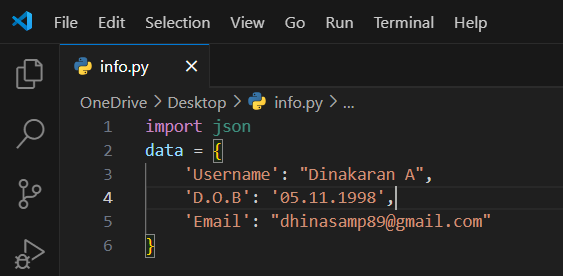 File Edit Selection View Go Run Terminal Help
info.py ×
OneDrive > Desktop > info.py > ...
1 import json
2 data = {
3     'Username': "Dinakaran A",
4     'D.O.B': '05.11.1998',
5     'Email': "dhinasamp89@gmail.com"
6 }